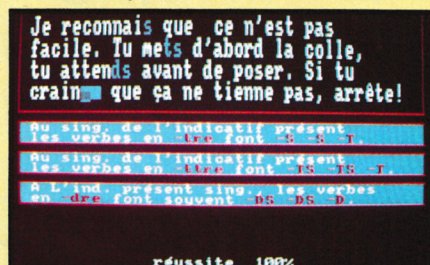 Je reconnais que ce n'est pas
facile. Tu mets d'abord la colle,
tu attends avant de poser. Si tu
crain que ça ne tienne pas, arrête!
Au sing. de l'indicatif présent
les verbes en -tre font -S -S -T.
Au sing. de l'indicatif présent
les verbes en -ttre font -TS -TS -T.
A L'ind. présent sing., les verbes
en -dre font souvent -DS -DS -D.
réussite 100%